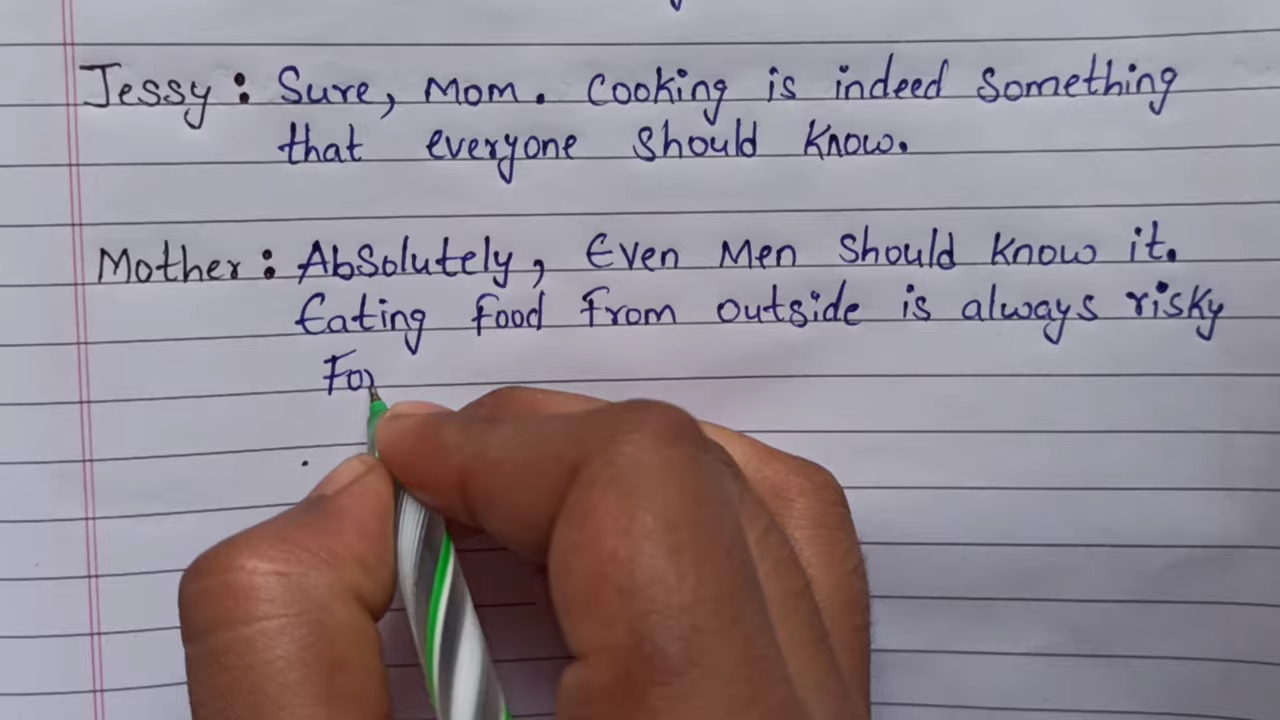 Jessy: Sure, Mom. Cooking is indeed something
that everyone should know.
Mother: Absolutely, Even Men should know it.
Eating food from outside is always risky
For